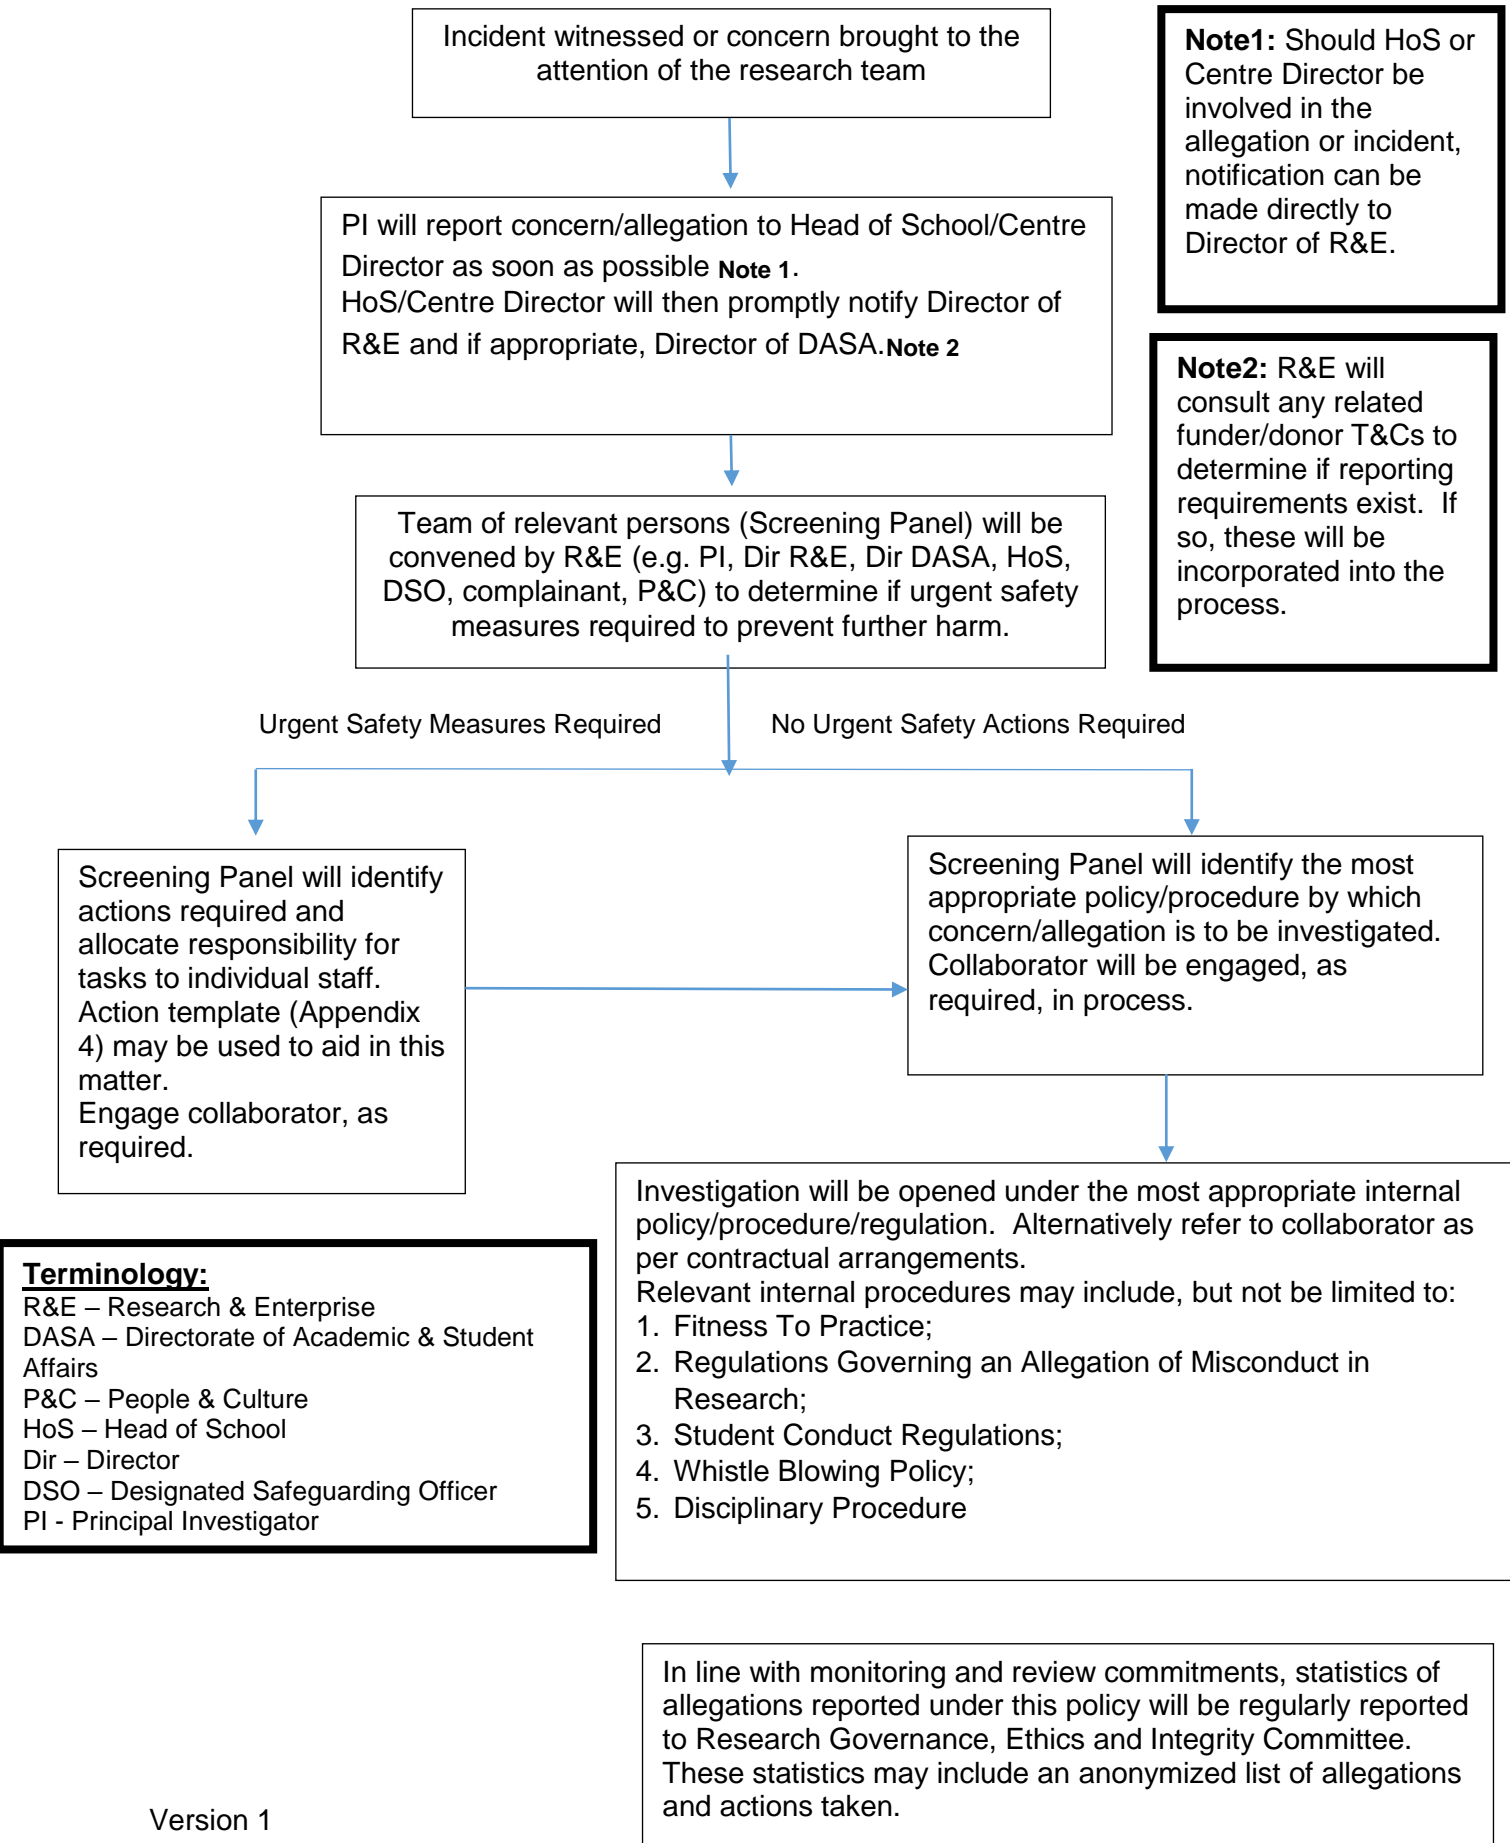 Incident witnessed or concern brought to the
attention of the research team
Note1: Should HoS or
Centre Director be
involved in the
allegation or incident,
notification can be
made directly to
Director of R&E.
PI will report concern/allegation to Head of School/Centre
Director as soon as possible Note 1.
HoS/Centre Director will then promptly notify Director of
R&E and if appropriate, Director of DASA.Note 2
Note2: R&E will
consult any related
funder/donor T&Cs to
determine if reporting
requirements exist. If
so, these will be
incorporated into the
process.
Team of relevant persons (Screening Panel) will be
convened by R&E (e.g. PI, Dir R&E, Dir DASA, HoS,
DSO, complainant, P&C) to determine if urgent safety
measures required to prevent further harm.
Urgent Safety Measures Required
No Urgent Safety Actions Required
Screening Panel will identify
actions required and
allocate responsibility for
tasks to individual staff.
Action template (Appendix
4) may be used to aid in this
matter.
Engage collaborator, as
required.
Screening Panel will identify the most
appropriate policy/procedure by which
concern/allegation is to be investigated.
Collaborator will be engaged, as
required, in process.
Investigation will be opened under the most appropriate internal
policy/procedure/regulation. Alternatively refer to collaborator as
per contractual arrangements.
Relevant internal procedures may include, but not be limited to:
1. Fitness To Practice;
2. Regulations Governing an Allegation of Misconduct in
Research;
3. Student Conduct Regulations;
4. Whistle Blowing Policy;
5. Disciplinary Procedure
Terminology:
R&E – Research & Enterprise
DASA – Directorate of Academic & Student
Affairs
P&C – People & Culture
HoS – Head of School
Dir – Director
DSO – Designated Safeguarding Officer
PI - Principal Investigator
In line with monitoring and review commitments, statistics of
allegations reported under this policy will be regularly reported
to Research Governance, Ethics and Integrity Committee.
These statistics may include an anonymized list of allegations
and actions taken.
Version 1